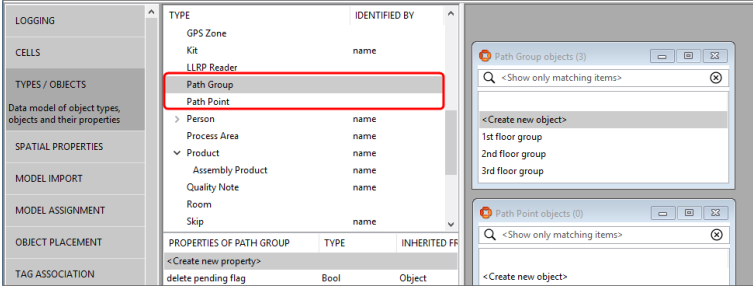 LOGGING
CELLS
TYPES / OBJECTS
Data model of object types,
objects and their properties
SPATIAL PROPERTIES
MODEL IMPORT
MODEL ASSIGNMENT
OBJECT PLACEMENT
TAG ASSOCIATION
TYPE IDENTIFIED BY
GPS Zone
Kit name
LLRP Reader
Path Group
Path Point
Person name
Process Area name
Product name
Assembly Product name
Quality Note name
Room
Skip name
PROPERTIES OF PATH GROUP TYPE INHERITED FR
<Create new property>
delete pending flag Bool Object
Path Group objects (3)
<Show only matching items>
<Create new object>
1st floor group
2nd floor group
3rd floor group
Path Point objects (0)
<Show only matching items>
<Create new object>